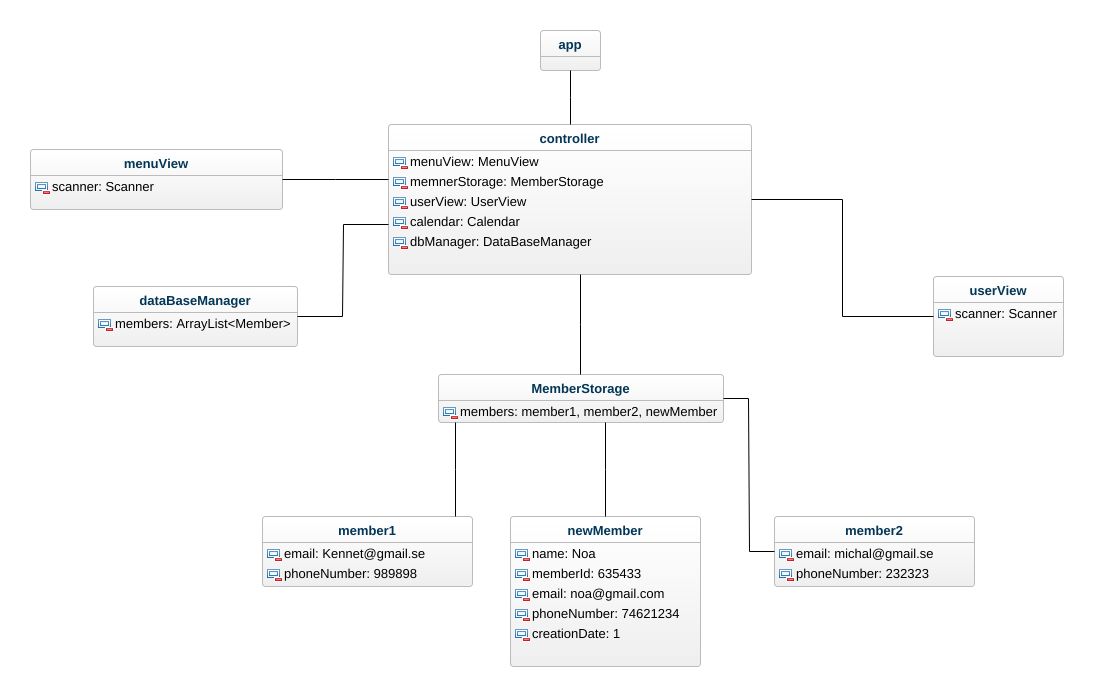 app
controller
menuView: MenuView
memnerStorage: MemberStorage
userView: UserView
calendar: Calendar
dbManager: DataBaseManager
menuView
scanner: Scanner
dataBaseManager
members: ArrayList<Member>
userView
scanner: Scanner
MemberStorage
members: member1, member2, newMember
member1
email: Kennet@gmail.se
phoneNumber: 989898
newMember
name: Noa
memberId: 635433
email: noa@gmail.com
phoneNumber: 74621234
creationDate: 1
member2
email: michal@gmail.se
phoneNumber: 232323